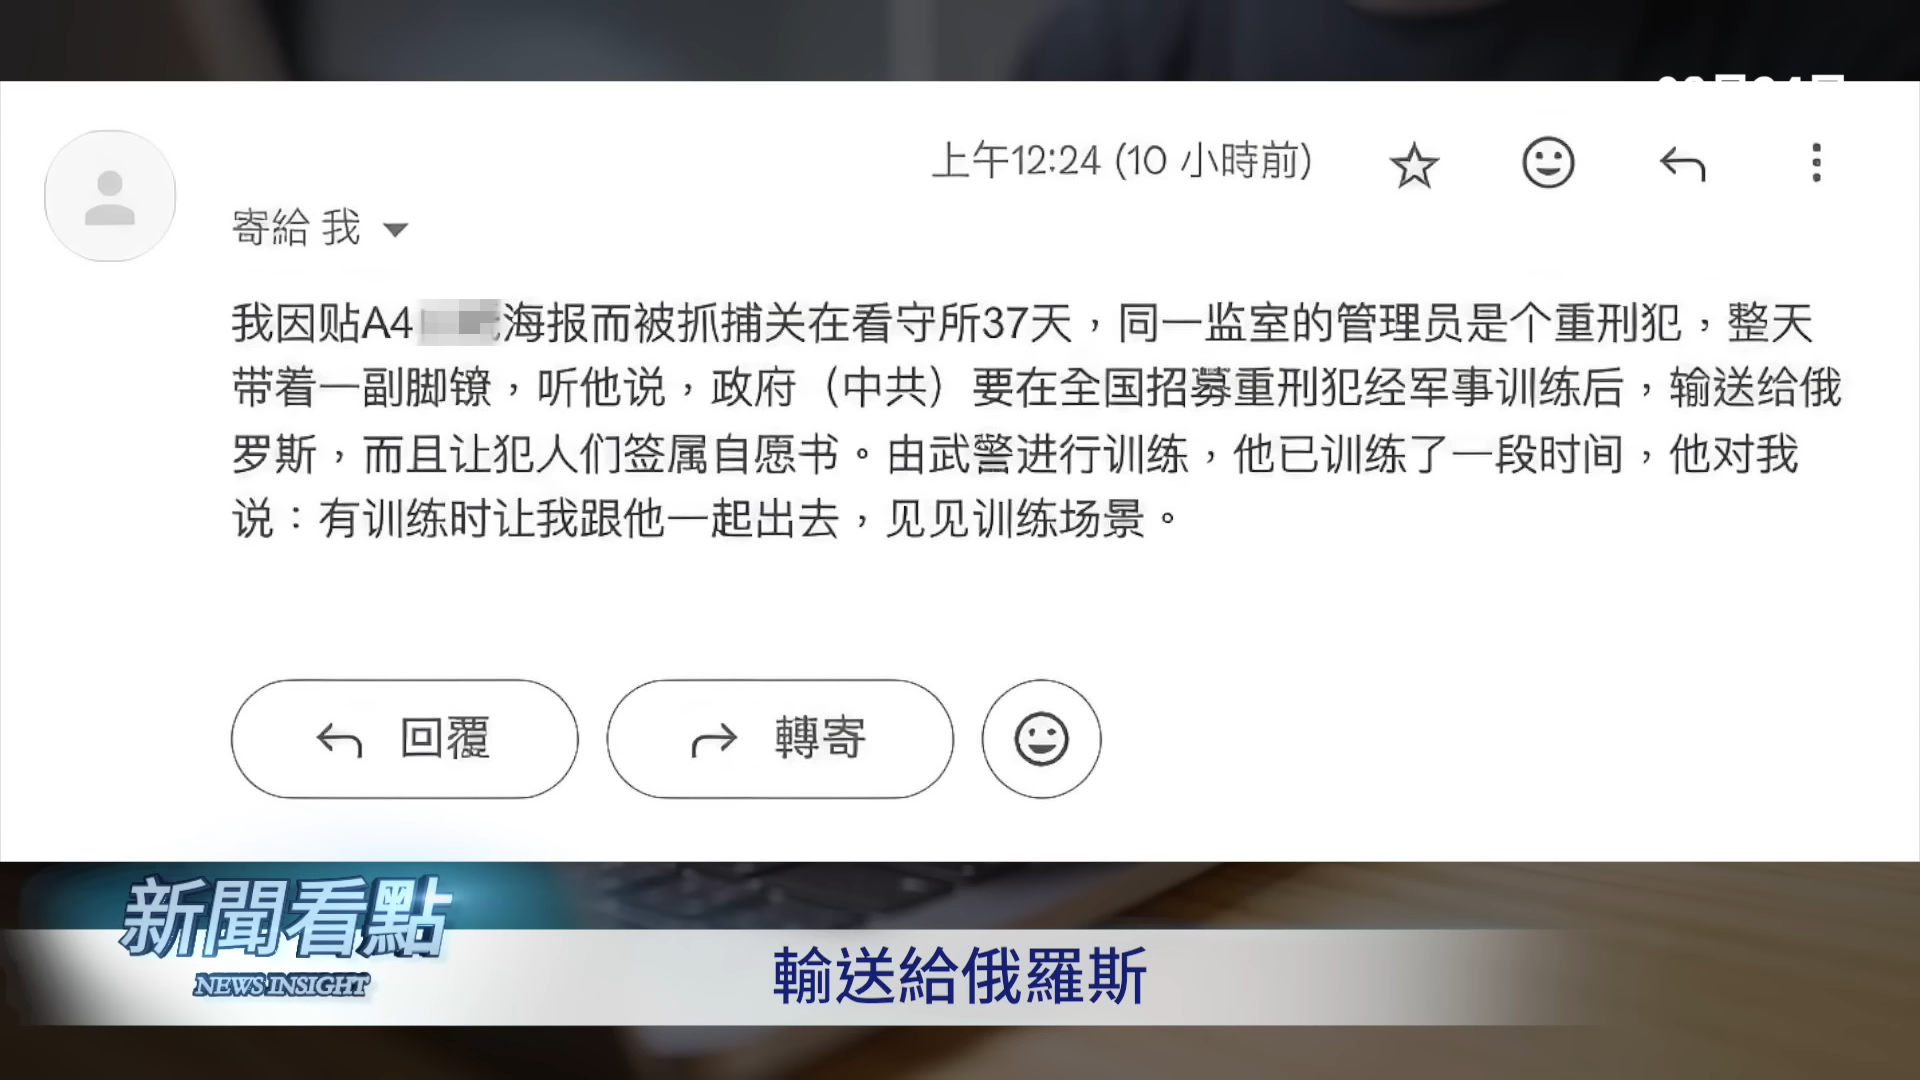 上午12:24 (10 小時前)
寄給 我
我因贴A4
海报而被抓捕关在看守所37天，同一监室的管理员是个重刑犯，整天
带着一副脚镣，听他说，政府（中共）要在全国招募重刑犯经军事训练后，输送给俄
罗斯，而且让犯人们签属自愿书。由武警进行训练，他已训练了一段时间，他对我
说：有训练时让我跟他一起出去，见见训练场景。
回覆
轉寄
新聞看點
NEWS INSIGHT
輸送給俄羅斯